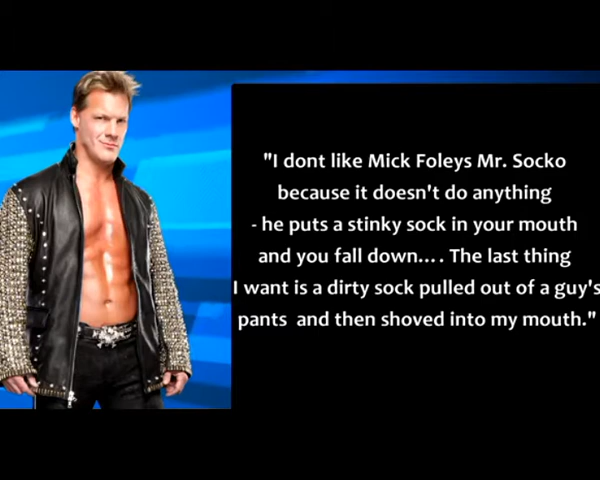 "I dont like Mick Foleys Mr. Socko
because it doesn't do anything
- he puts a stinky sock in your mouth
and you fall down.... The last thing
I want is a dirty sock pulled out of a guy's
pants and then shoved into my mouth."